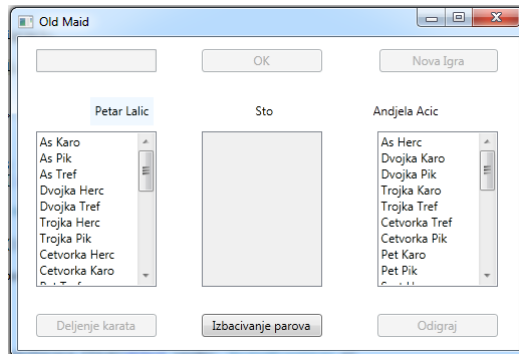 Old Maid
OK
Nova Igra
Petar Lalic
Sto
Andjela Acic
As Karo
As Pik
As Tref
Dvojka Herc
Dvojka Tref
Trojka Herc
Trojka Pik
Cetvorka Herc
Cetvorka Karo
As Herc
Dvojka Karo
Dvojka Pik
Trojka Karo
Trojka Tref
Cetvorka Tref
Cetvorka Pik
Pet Karo
Pet Pik
Deljenje karata
Izbacivanje parova
Odigraj